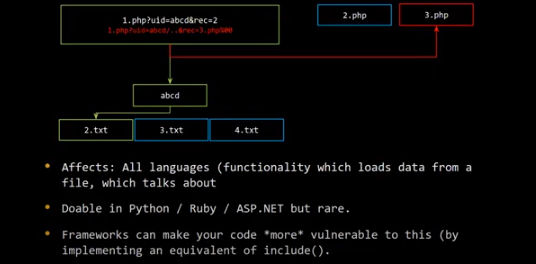 1.php?uid=abcd&rec=2
1.php?uid=abcd/..&rec=3.php%00
2.php
3.php
abcd
2.txt
3.txt
4.txt
Affects: All languages (functionality which loads data from a
file, which talks about
Doable in Python / Ruby / ASP.NET but rare.
Frameworks can make your code *more* vulnerable to this (by
implementing an equivalent of include().